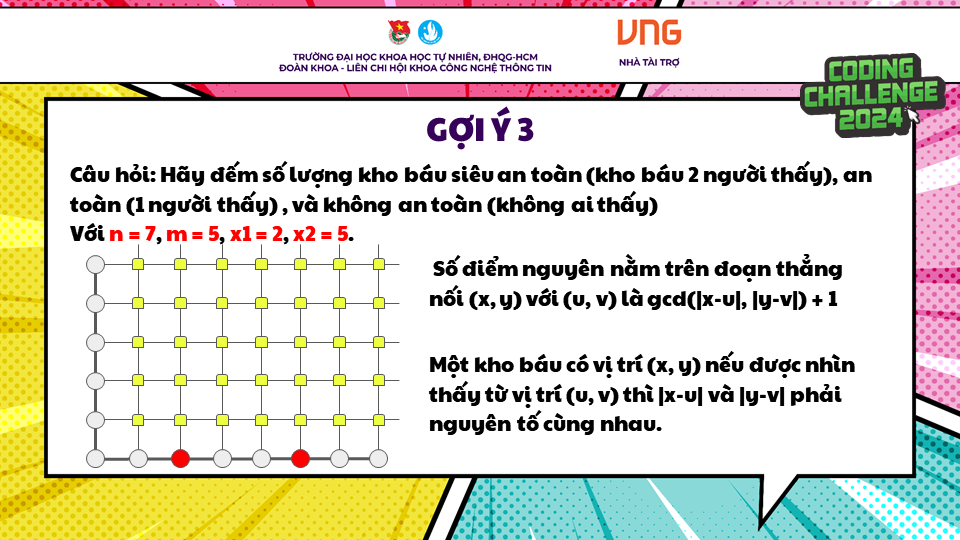 TRƯỜNG ĐẠI HỌC KHOA HỌC TỰ NHIÊN, ĐHQG-HCM
ĐOÀN KHOA - LIÊN CHI HỘI KHOA CÔNG NGHỆ THÔNG TIN
VNG
NHÀ TÀI TRỢ
CODING
CHALLENGE
2024
GỢI Ý 3
Câu hỏi: Hãy đếm số lượng kho báu siêu an toàn (kho báu 2 người thấy), an
toàn (1 người thấy) , và không an toàn (không ai thấy)
Với n = 7, m = 5, x1 = 2, x2 = 5.
Số điểm nguyên nằm trên đoạn thẳng
nối (x, y) với (u, v) là gcd(|x-u|, |y-v|) + 1
Một kho báu có vị trí (x, y) nếu được nhìn
thấy từ vị trí (u, v) thì |x-u| và |y-v| phải
nguyên tố cùng nhau.